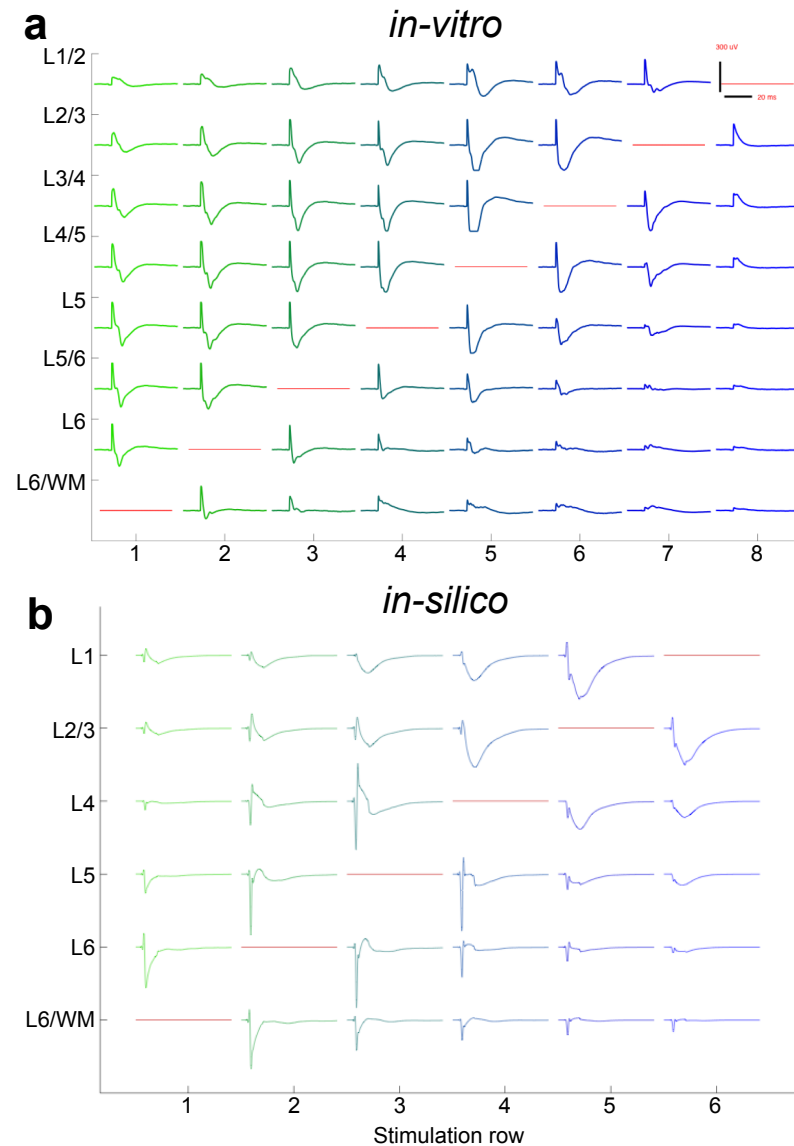 a
in-vitro
L1/2
300 uV
20 ms
L2/3
L3/4
L4/5
L5
L5/6
L6
L6/WM
1 2 3 4 5 6 7 8
b
in-silico
L1
L2/3
L4
L5
L6
L6/WM
1 2 3 4 5 6
Stimulation row